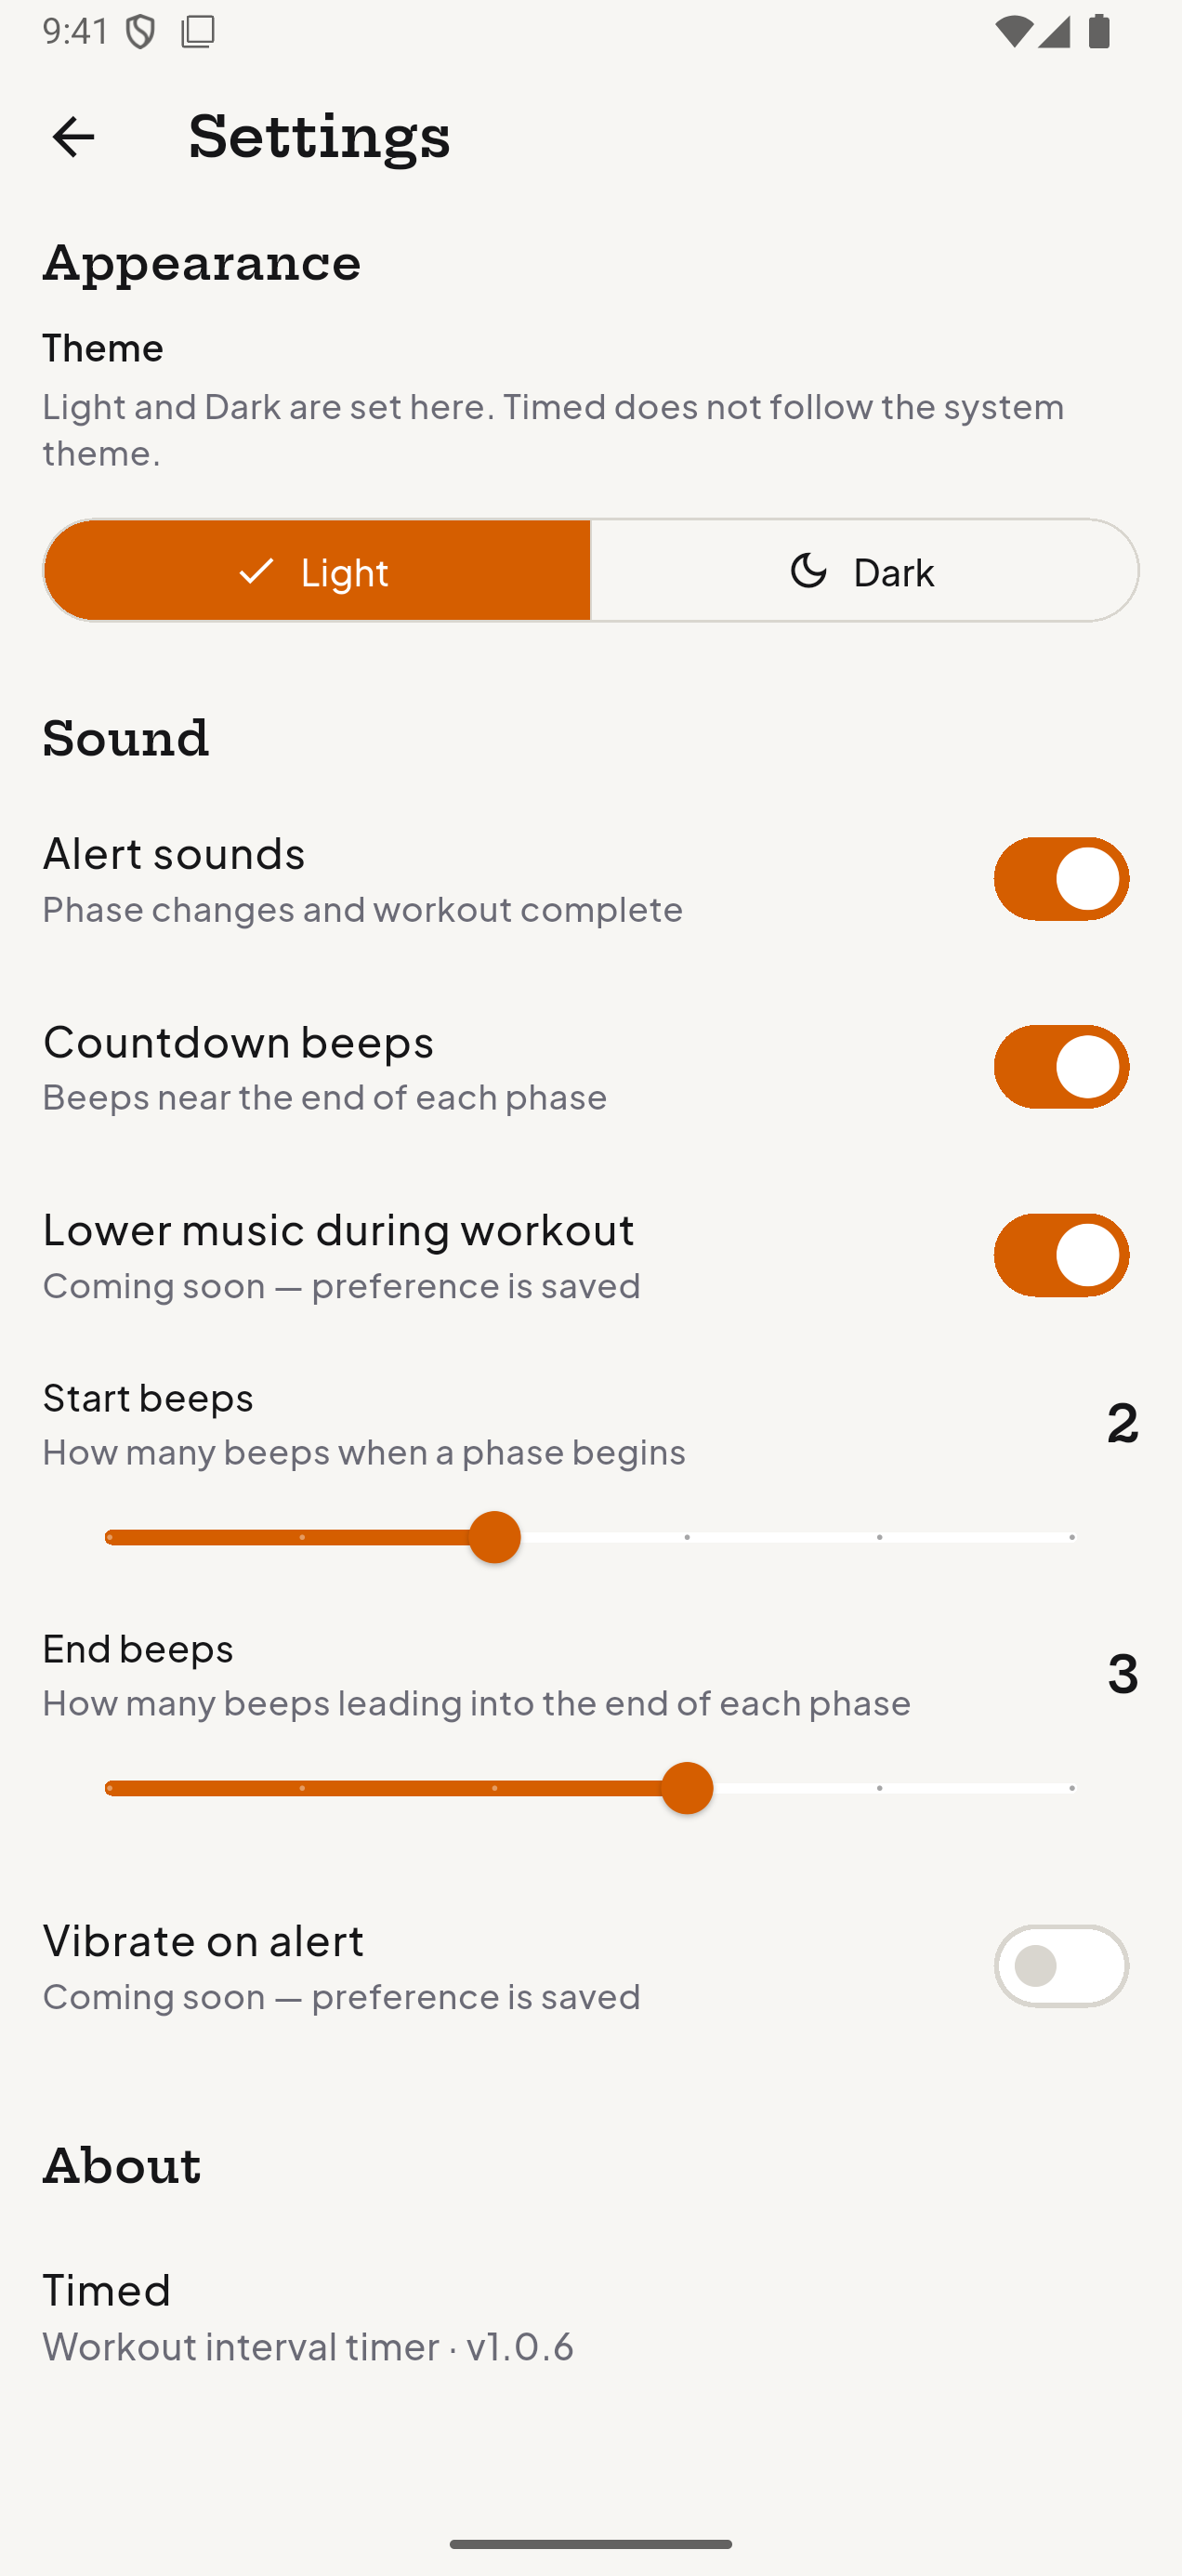 9:41
Settings
Appearance
Theme
Light and Dark are set here. Timed does not follow the system
theme.
Light
Dark
Sound
Alert sounds
Phase changes and workout complete
Countdown beeps
Beeps near the end of each phase
Lower music during workout
Coming soon — preference is saved
Start beeps
How many beeps when a phase begins
2
End beeps
How many beeps leading into the end of each phase
3
Vibrate on alert
Coming soon — preference is saved
About
Timed
Workout interval timer · v1.0.6